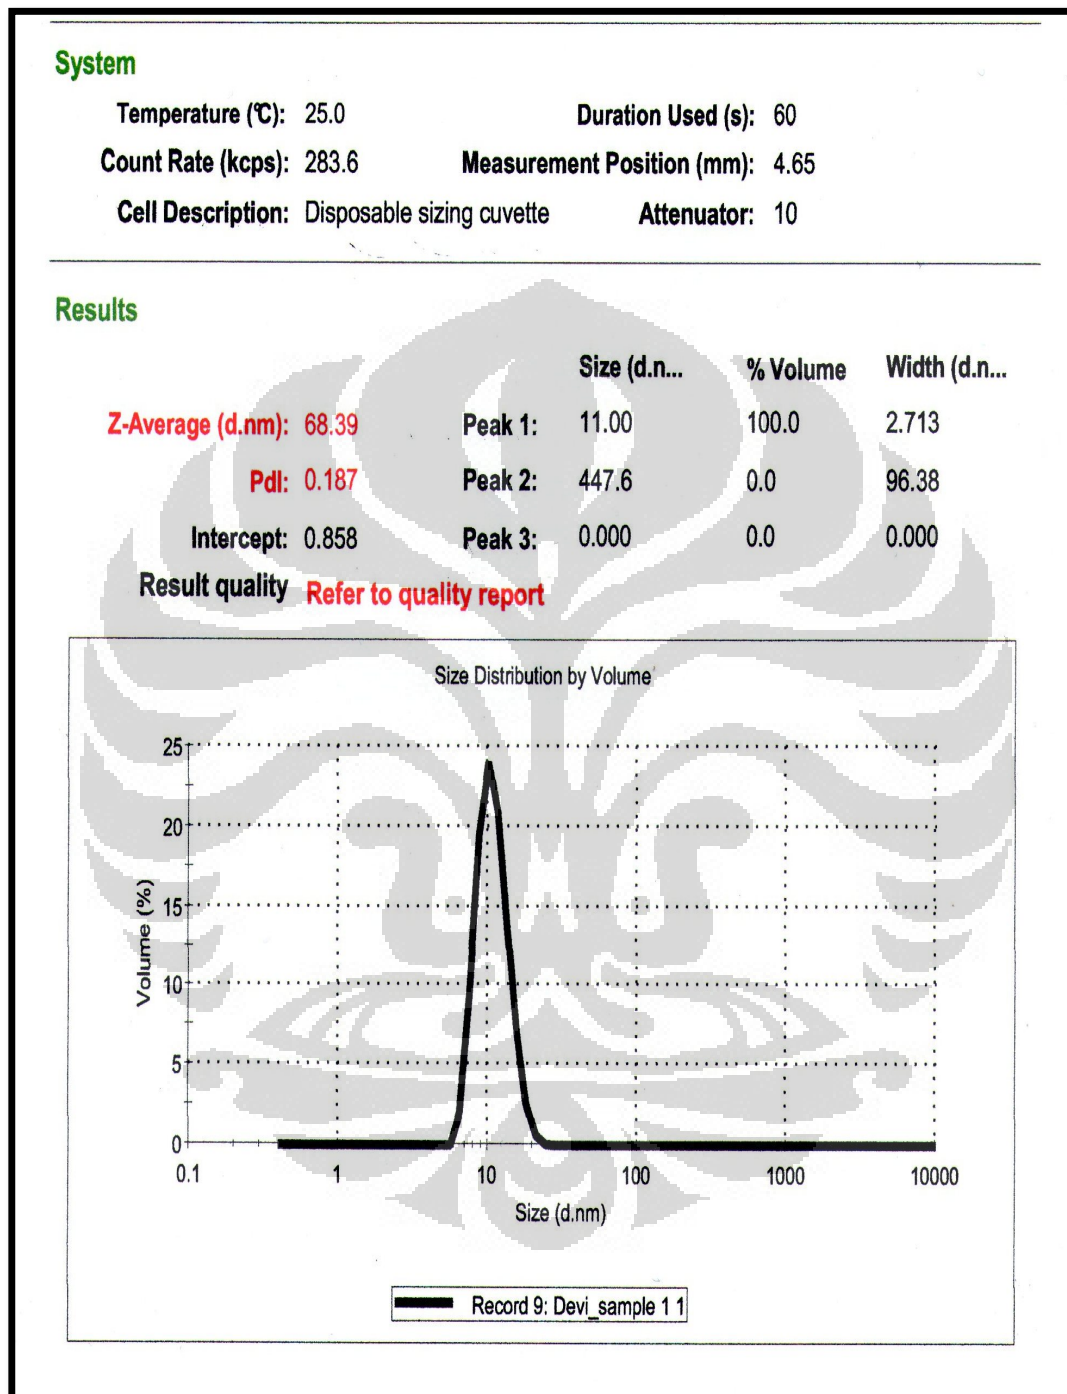 System
Temperature (°C): 25.0 Duration Used (s): 60
Count Rate (kcps): 283.6 Measurement Position (mm): 4.65
Cell Description: Disposable sizing cuvette Attenuator: 10
Results
Size (d.n... % Volume Width (d.n...
Z-Average (d.nm): 68.39 Peak 1: 11.00 100.0 2.713
PdI: 0.187 Peak 2: 447.6 0.0 96.38
Intercept: 0.858 Peak 3: 0.000 0.0 0.000
Result quality Refer to quality report
Size Distribution by Volume
25
20
15
10
5
0
Volume (%)
0.1 1 10 100 1000 10000
Size (d.nm)
Record 9: Devi_sample 1 1